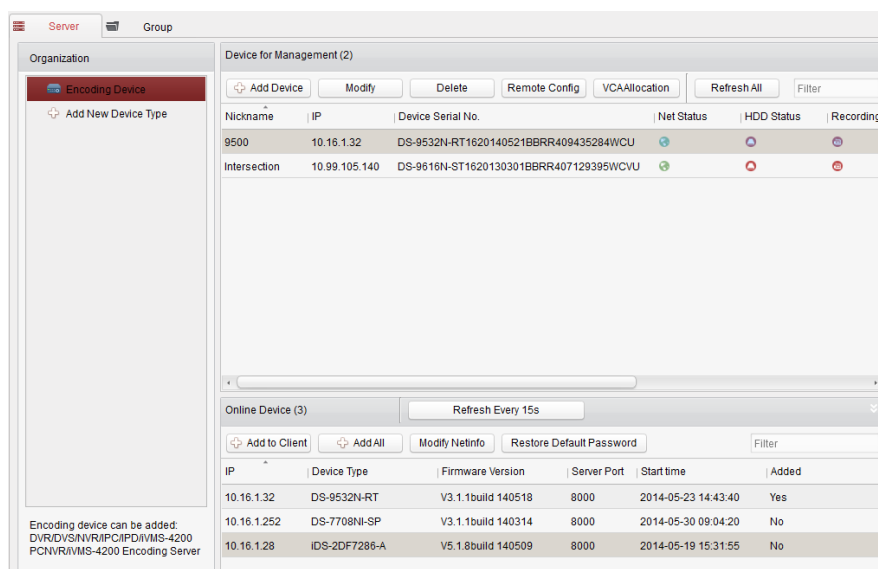 Server Group
Organization
Encoding Device
Add New Device Type
Encoding device can be added:
DVR/DVS/NVR/IPC/IPD/iVMS-4200
PCNVR/iVMS-4200 Encoding Server
Device for Management (2)
Add Device Modify Delete Remote Config VCAAllocation Refresh All Filter
Nickname IP Device Serial No. Net Status HDD Status Recording
9500 10.16.1.32 DS-9532N-RT1620140521BBRR409435284WCU
Intersection 10.99.105.140 DS-9616N-ST1620130301BBRR407129395WCVU
Online Device (3) Refresh Every 15s
Add to Client Add All Modify Netinfo Restore Default Password Filter
IP Device Type Firmware Version Server Port Start time Added
10.16.1.32 DS-9532N-RT V3.1.1build 140518 8000 2014-05-23 14:43:40 Yes
10.16.1.252 DS-7708NI-SP V3.1.1build 140314 8000 2014-05-30 09:04:20 No
10.16.1.28 iDS-2DF7286-A V5.1.8build 140509 8000 2014-05-19 15:31:55 No